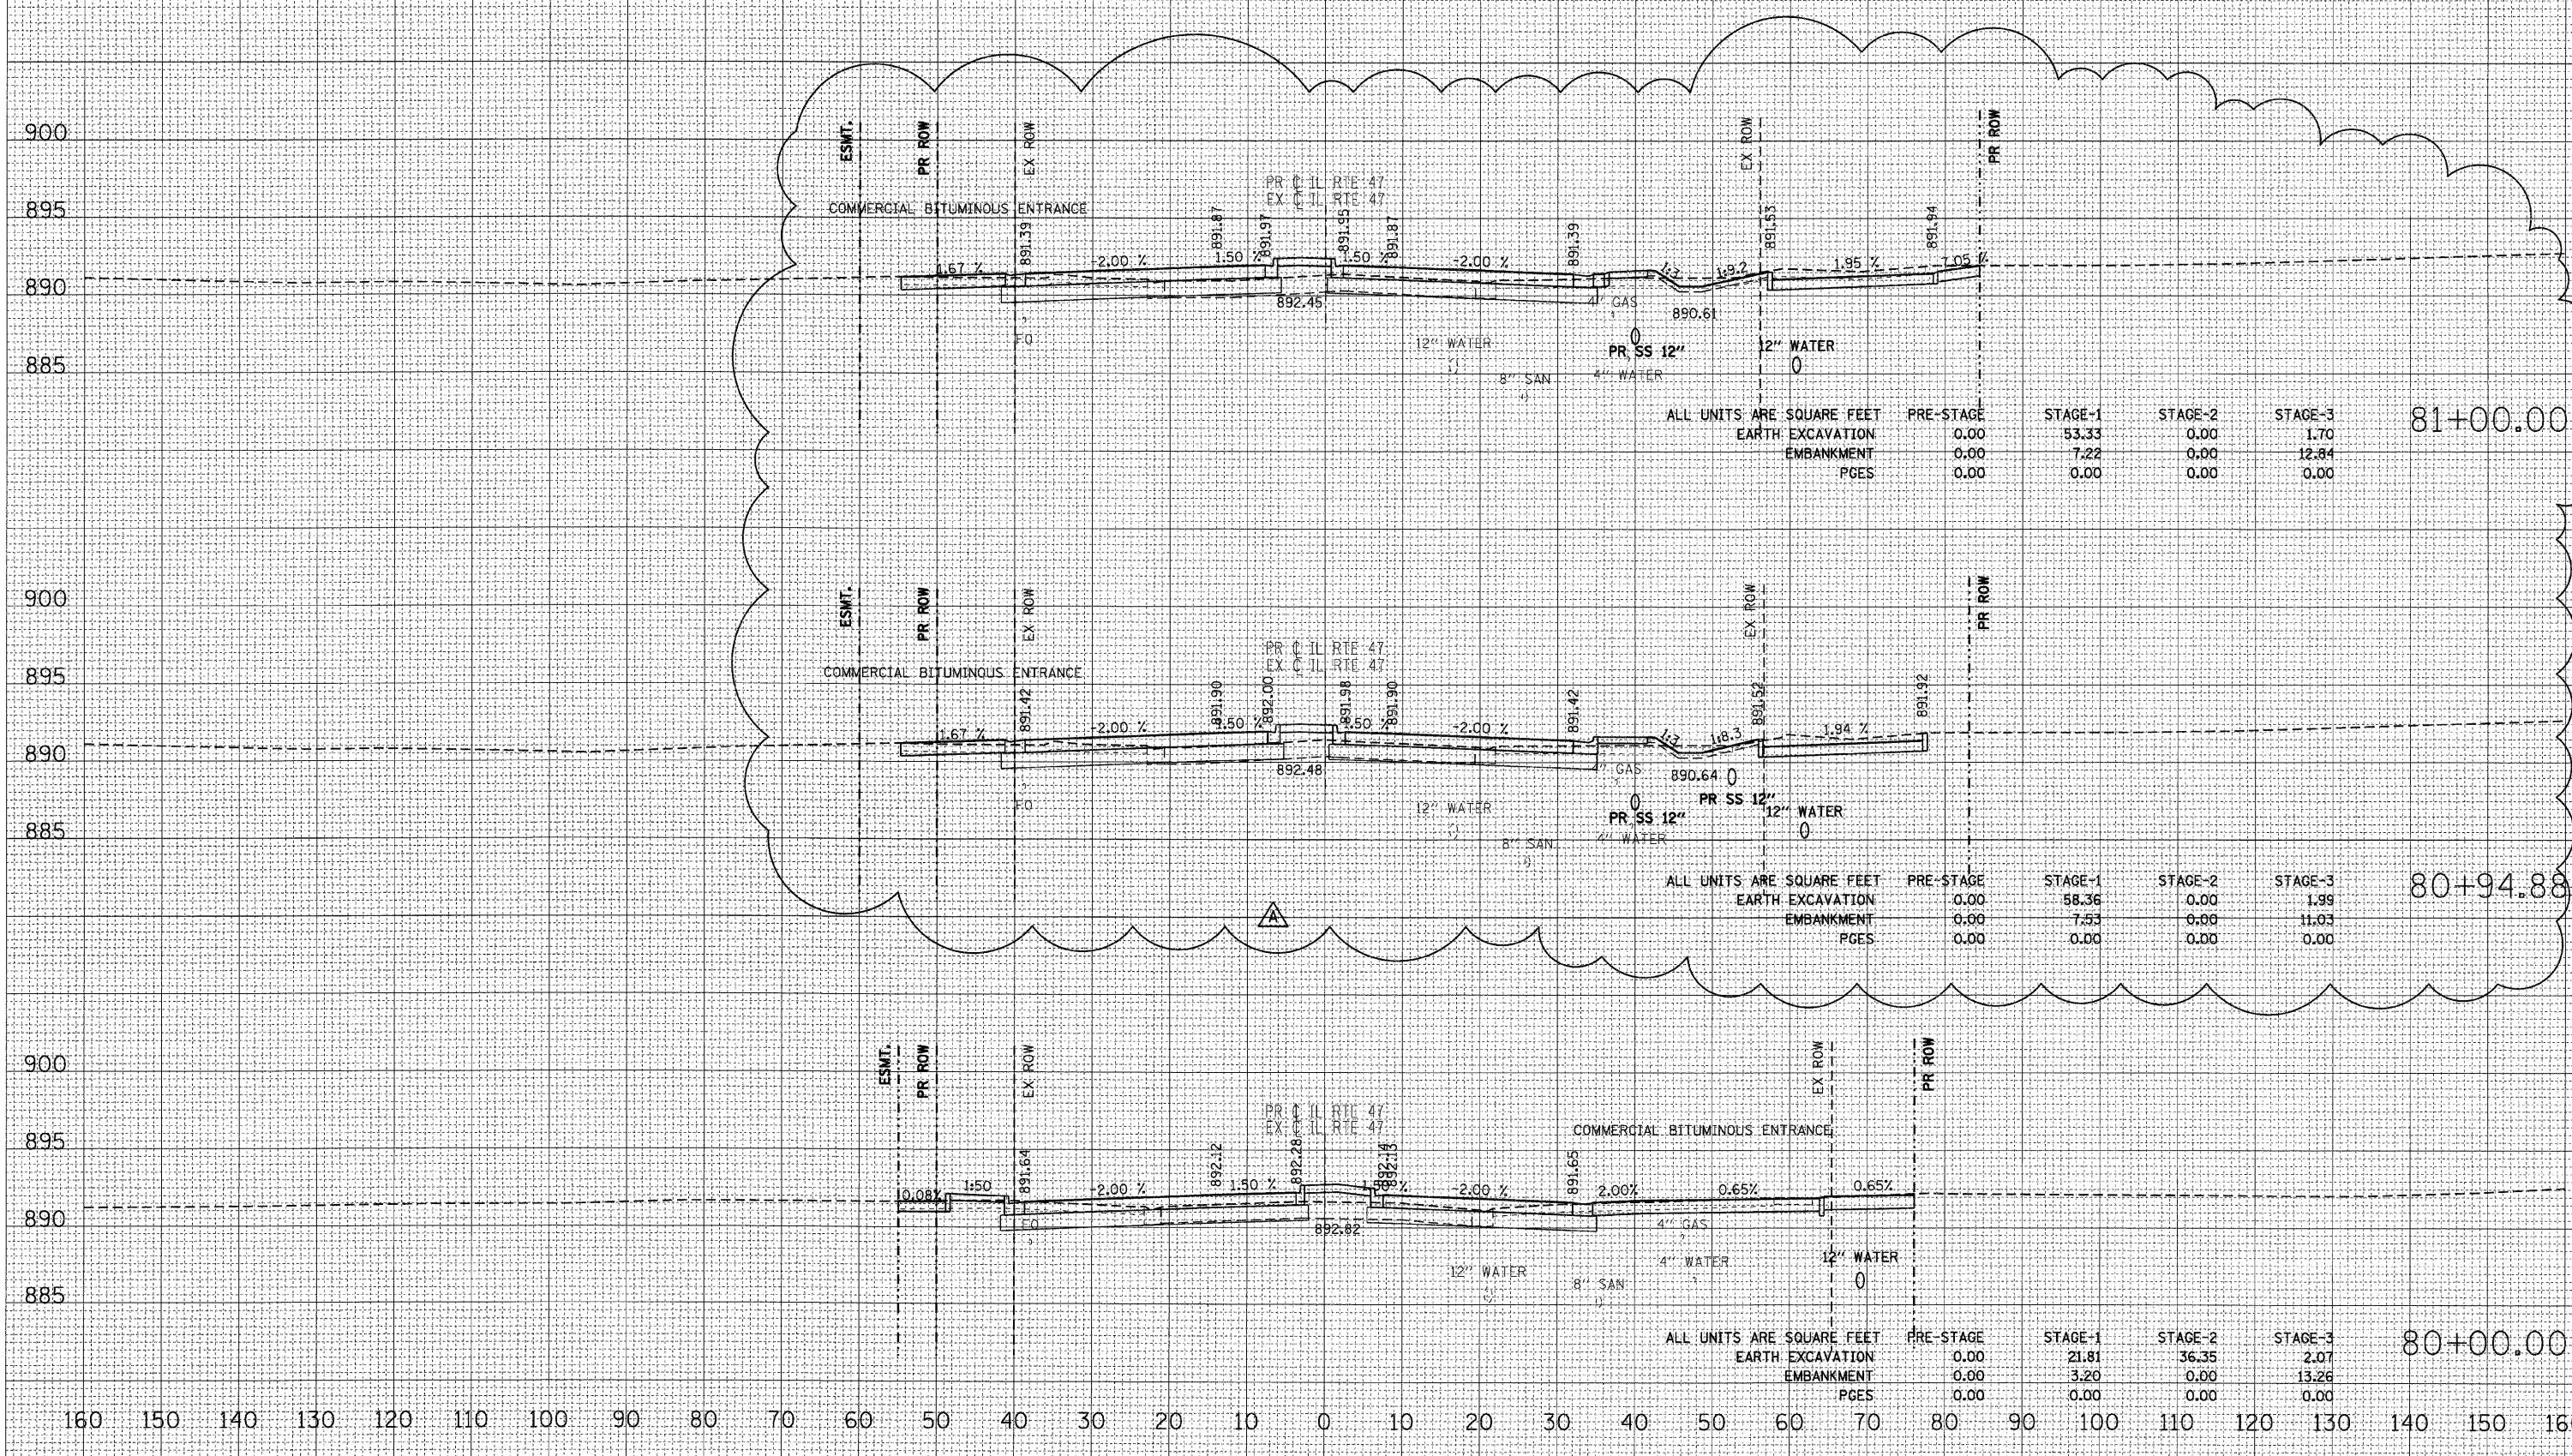 900
ESMT.
PR ROW
EX ROW
EX ROW
PR ROW
PR ℄ IL RTE 47
EX ℄ IL RTE 47
895
COMMERCIAL BITUMINOUS ENTRANCE
891.39
891.87
891.97
891.95
891.87
891.39
891.53
891.94
1.67 %
-2.00 %
1.50 %
1.50 %
-2.00 %
1:3
1:9.2
1.95 %
7.05 %
890
892.45
4" GAS
890.61
FO
12" WATER
PR SS 12"
12" WATER
885
8" SAN
4" WATER
ALL UNITS ARE SQUARE FEET PRE-STAGE STAGE-1 STAGE-2 STAGE-3
81+00.00
EARTH EXCAVATION 0.00 53.33 0.00 1.70
EMBANKMENT 0.00 7.22 0.00 12.84
PGES 0.00 0.00 0.00 0.00
900
ESMT.
PR ROW
EX ROW
EX ROW
PR ROW
PR ℄ IL RTE 47
EX ℄ IL RTE 47
895
COMMERCIAL BITUMINOUS ENTRANCE
891.42
891.90
892.00
891.98
891.90
891.42
891.52
891.92
1.67 %
-2.00 %
1.50 %
1.50 %
-2.00 %
1:3
1:8.3
1.94 %
890
892.48
4" GAS
890.64
FO
12" WATER
PR SS 12"
PR SS 12"
12" WATER
885
8" SAN
4" WATER
ALL UNITS ARE SQUARE FEET PRE-STAGE STAGE-1 STAGE-2 STAGE-3
80+94.88
EARTH EXCAVATION 0.00 58.36 0.00 1.99
EMBANKMENT 0.00 7.53 0.00 11.03
PGES 0.00 0.00 0.00 0.00
A
900
ESMT.
PR ROW
EX ROW
EX ROW
PR ROW
PR ℄ IL RTE 47
EX ℄ IL RTE 47
895
COMMERCIAL BITUMINOUS ENTRANCE
891.64
892.12
892.28
892.14
892.13
891.65
0.08%
1:50
-2.00 %
1.50 %
1.50 %
-2.00 %
2.00%
0.65%
0.65%
890
FO
892.82
4" GAS
12" WATER
4" WATER
12" WATER
885
8" SAN
ALL UNITS ARE SQUARE FEET PRE-STAGE STAGE-1 STAGE-2 STAGE-3
80+00.00
EARTH EXCAVATION 0.00 21.81 36.35 2.07
EMBANKMENT 0.00 3.20 0.00 13.26
PGES 0.00 0.00 0.00 0.00
160 150 140 130 120 110 100 90 80 70 60 50 40 30 20 10 0 10 20 30 40 50 60 70 80 90 100 110 120 130 140 150